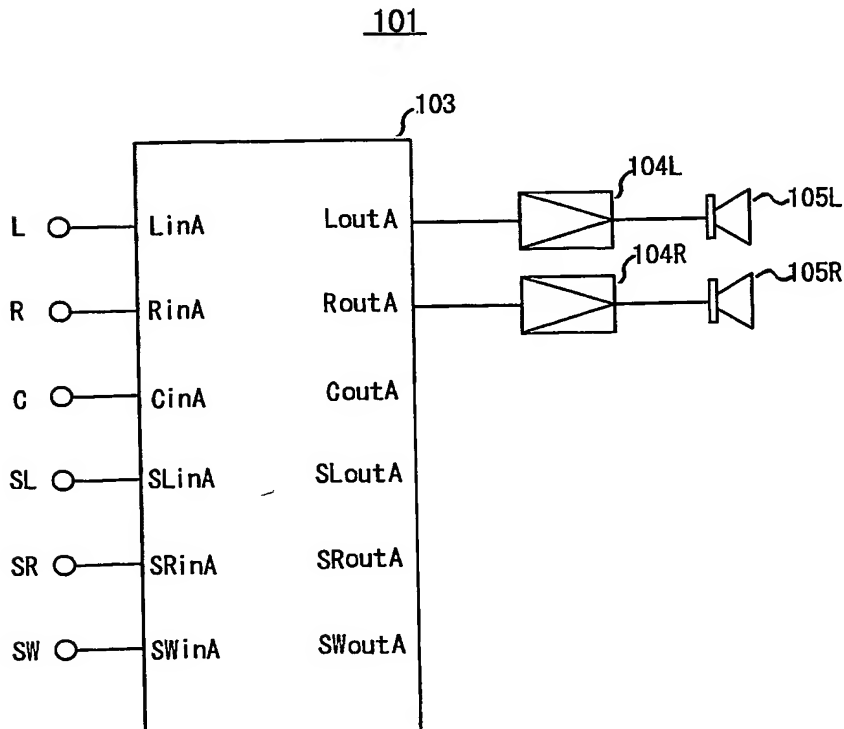 101
103
L LinA LoutA 104L 105L
R RinA RoutA 104R 105R
C CinA CoutA
SL SLinA SLoutA
SR SRinA SRoutA
SW SWinA SWoutA